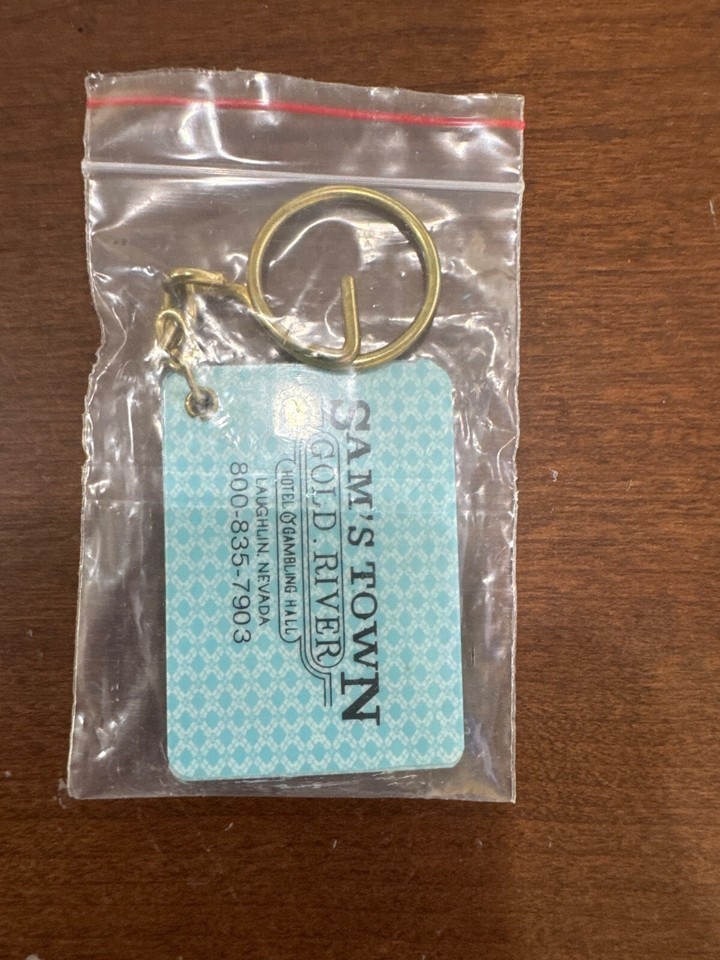 SAM'S TOWN
GOLD RIVER
HOTEL & GAMBLING HALL
LAUGHLIN, NEVADA
800-835-7903